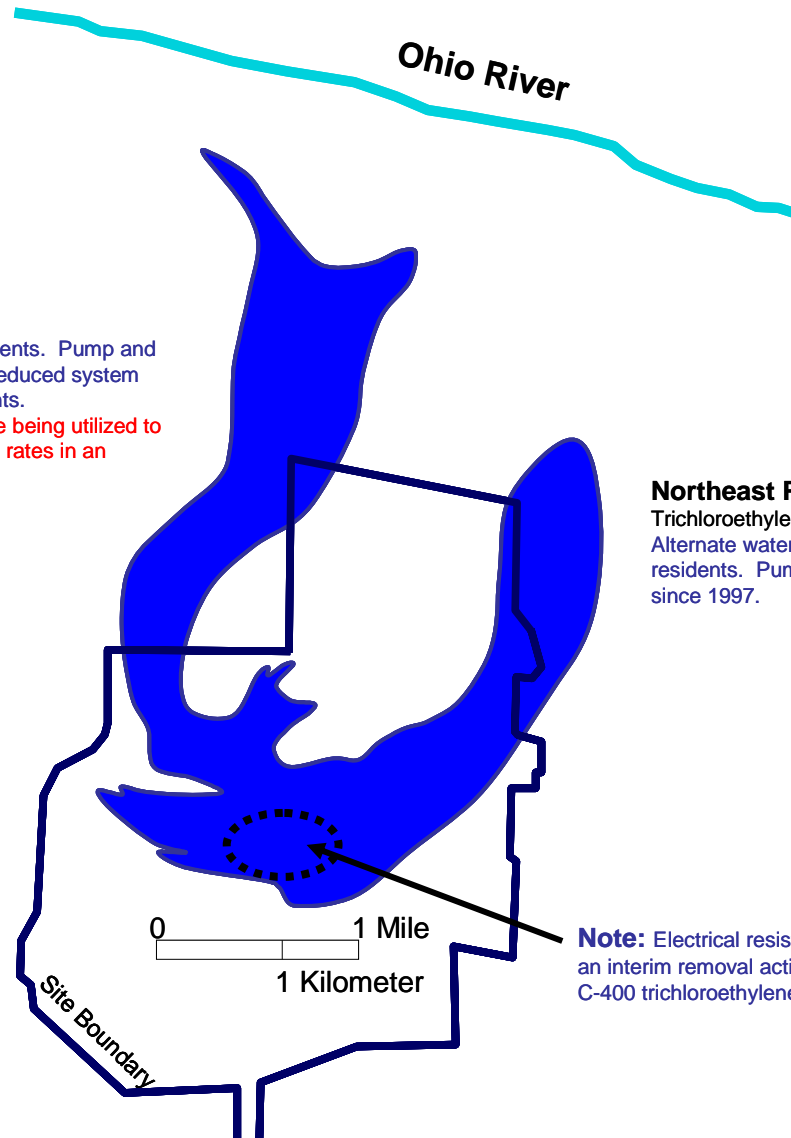 Ohio River
ents. Pump and
educed system
nts.
e being utilized to
rates in an
Northeast P
Trichloroethyle
Alternate water
residents. Pum
since 1997.
0 1 Mile
1 Kilometer
Note: Electrical resis
an interim removal acti
C-400 trichloroethylene
Site Boundary